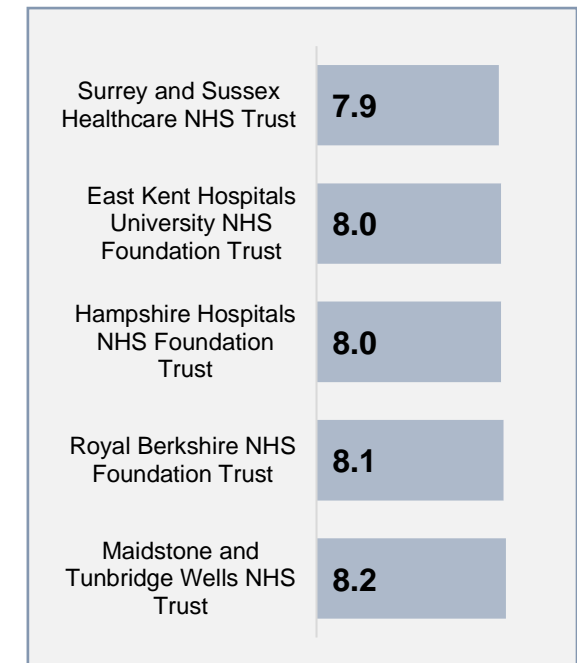 Surrey and Sussex
Healthcare NHS Trust
7.9
East Kent Hospitals
University NHS
Foundation Trust
8.0
Hampshire Hospitals
NHS Foundation
Trust
8.0
Royal Berkshire NHS
Foundation Trust
8.1
Maidstone and
Tunbridge Wells NHS
Trust
8.2